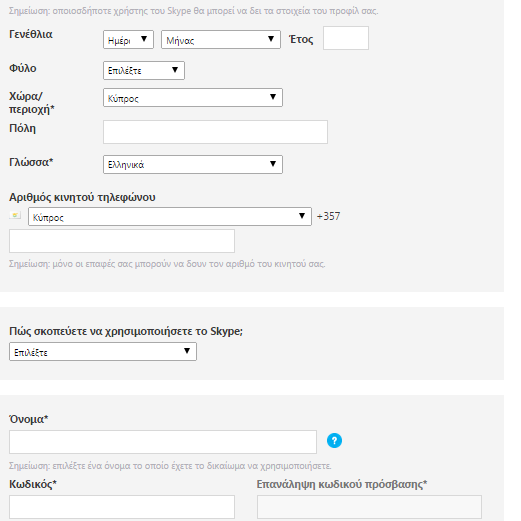 Σημείωση: οποιοσδήποτε χρήστης του Skype θα μπορεί να δει τα στοιχεία του προφίλ σας.
Γενέθλια Ημέρ Μήνας Έτος
Φύλο Επιλέξτε
Χώρα/
περιοχή* Κύπρος
Πόλη
Γλώσσα* Ελληνικά
Αριθμός κινητού τηλεφώνου
Κύπρος +357
Σημείωση: μόνο οι επαφές σας μπορούν να δουν τον αριθμό του κινητού σας.
Πώς σκοπεύετε να χρησιμοποιήσετε το Skype;
Επιλέξτε
Όνομα*
?
Σημείωση: επιλέξτε ένα όνομα το οποίο έχετε το δικαίωμα να χρησιμοποιήσετε.
Κωδικός* Επανάληψη κωδικού πρόσβασης*